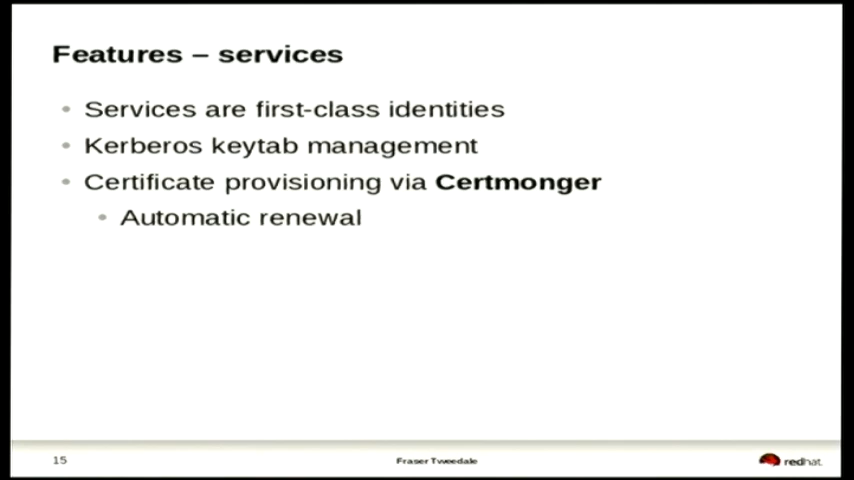 Features – services
Services are first-class identities
Kerberos keytab management
Certificate provisioning via Certmonger
Automatic renewal
15
Fraser Tweedale
redhat.